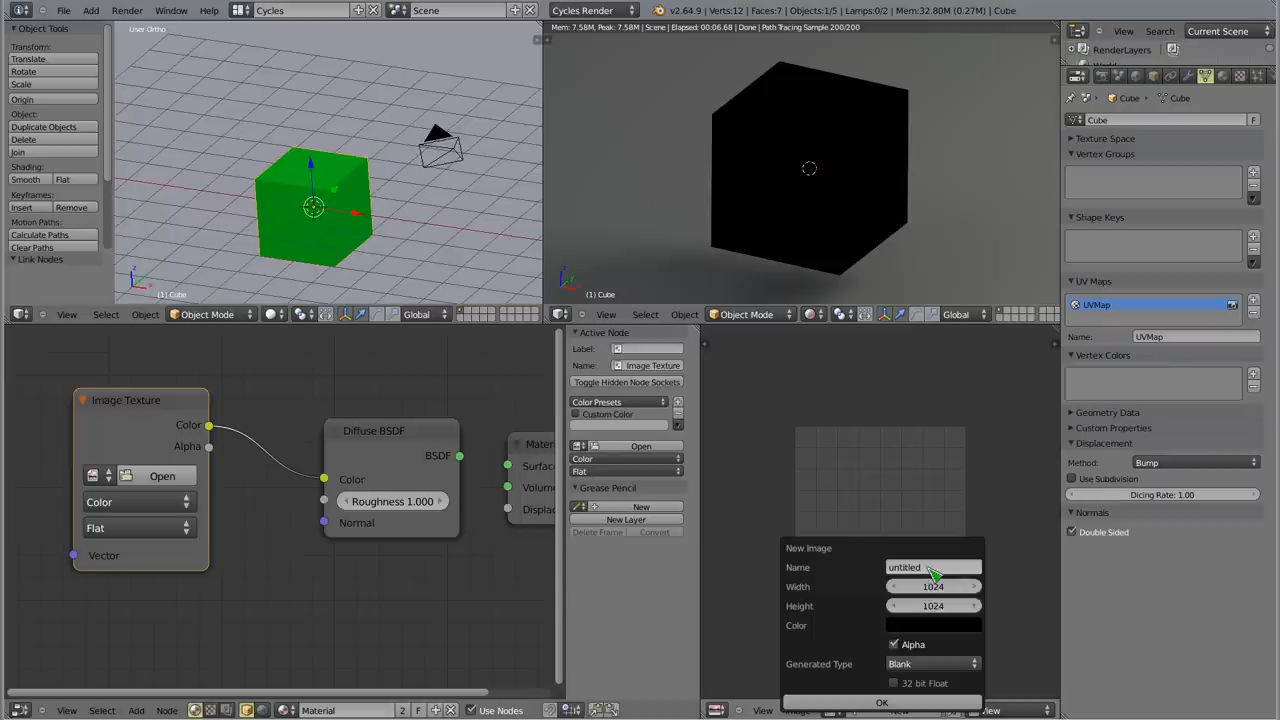 File Add Render Window Help Cycles Scene Cycles Render v2.64.9 | Verts:12 | Faces:7 | Objects:1/5 | Lamps:0/2 | Mem:32.80M (0.27M) | Cube
Object Tools
Transform:
Translate
Rotate
Scale
Origin
Object:
Duplicate Objects
Delete
Join
Shading:
Smooth Flat
Keyframes:
Insert Remove
Motion Paths:
Calculate Paths
Clear Paths
Link Nodes
User Ortho
(1) Cube
View Select Object Object Mode Global
Mem: 7.58M, Peak: 7.58M | Scene | Elapsed: 00:06.68 | Done | Path Tracing Sample 200/200
(1) Cube
View Select Object Object Mode Global
View Search Current Scene
RenderLayers
Cube Cube
Cube F
Texture Space
Vertex Groups
Shape Keys
UV Maps
UVMap
Name: UVMap
Vertex Colors
Geometry Data
Custom Properties
Displacement
Method: Bump
Use Subdivision
Dicing Rate: 1.00
Normals
Double Sided
Image Texture
Color
Alpha
Open
Color
Flat
Vector
Diffuse BSDF
BSDF
Color
Roughness 1.000
Normal
Mater
Surfac
Volum
Displac
Active Node
Label:
Name: Image Texture
Toggle Hidden Node Sockets
Color Presets
Custom Color
Open
Color
Flat
Grease Pencil
New
New Layer
Delete Frame Convert
New Image
Name untitled
Width 1024
Height 1024
Color
Alpha
Generated Type Blank
32 bit Float
OK
View Select Add Node Material 2 F Use Nodes
View View